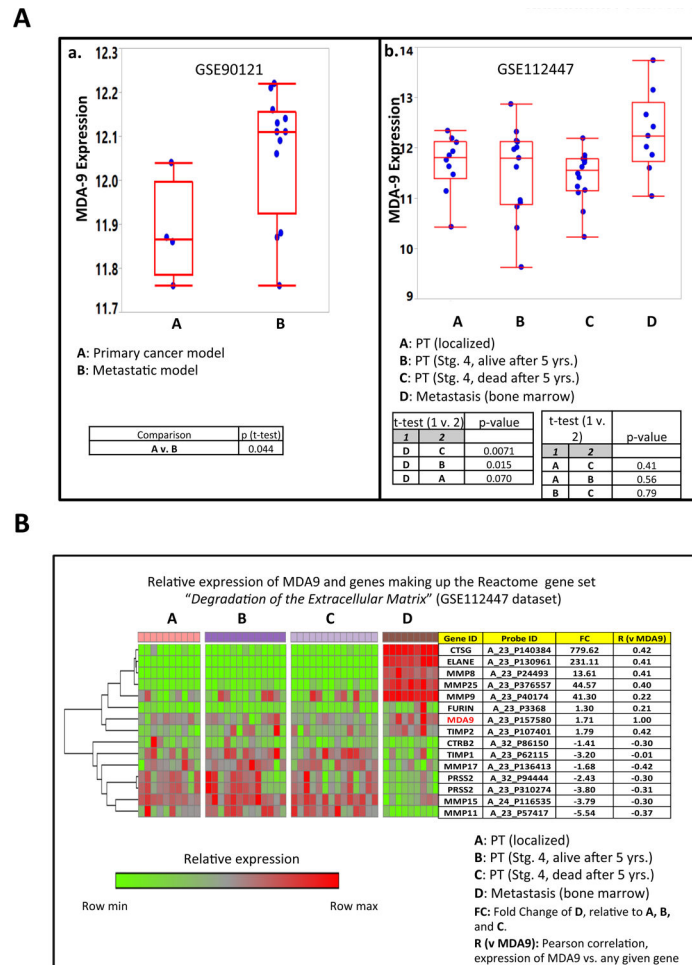 A
a.
GSE90121
12.3
12.2
12.1
12.0
11.9
11.8
11.7
MDA-9 Expression
A
B
A: Primary cancer model
B: Metastatic model
Comparison p (t-test)
A v. B 0.044
b.
GSE112447
14
13
12
11
10
9
MDA-9 Expression
A
B
C
D
A: PT (localized)
B: PT (Stg. 4, alive after 5 yrs.)
C: PT (Stg. 4, dead after 5 yrs.)
D: Metastasis (bone marrow)
t-test (1 v. 2) p-value
1 2
D C 0.0071
D B 0.015
D A 0.070
t-test (1 v. 2) p-value
1 2
A C 0.41
A B 0.56
B C 0.79
B
Relative expression of MDA9 and genes making up the Reactome gene set
“Degradation of the Extracellular Matrix” (GSE112447 dataset)
A B C D
Gene ID Probe ID FC R (v MDA9)
CTSG A_23_P140384 779.62 0.42
ELANE A_23_P130961 231.11 0.41
MMP8 A_23_P24493 13.61 0.41
MMP25 A_23_P376557 44.57 0.40
MMP9 A_23_P40174 41.30 0.22
FURIN A_23_P3368 1.30 0.21
MDA9 A_23_P157580 1.71 1.00
TIMP2 A_23_P107401 1.79 0.42
CTRB2 A_32_P86150 -1.41 -0.30
TIMP1 A_23_P62115 -3.20 -0.01
MMP17 A_23_P136413 -1.68 -0.42
PRSS2 A_32_P94444 -2.43 -0.30
PRSS2 A_23_P310274 -3.80 -0.31
MMP15 A_24_P116535 -3.79 -0.30
MMP11 A_23_P57417 -5.54 -0.37
Relative expression
Row min Row max
A: PT (localized)
B: PT (Stg. 4, alive after 5 yrs.)
C: PT (Stg. 4, dead after 5 yrs.)
D: Metastasis (bone marrow)
FC: Fold Change of D, relative to A, B,
and C.
R (v MDA9): Pearson correlation,
expression of MDA9 vs. any given gene